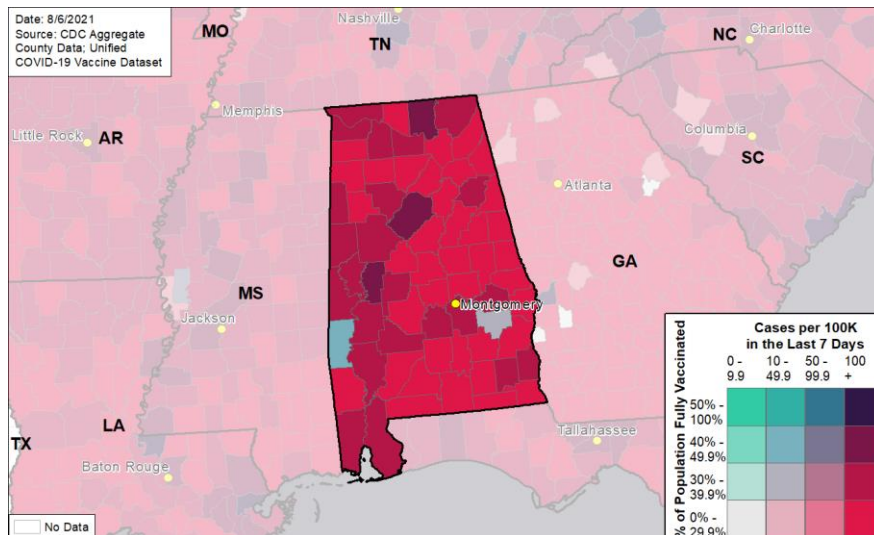 Date: 8/6/2021
Source: CDC Aggregate
County Data; Unified
COVID-19 Vaccine Dataset
MO
Nashville
TN
NC
Charlotte
Memphis
Little Rock
AR
Columbia
SC
Atlanta
GA
MS
Montgomery
Jackson
LA
TX
Baton Rouge
Tallahassee
No Data
Cases per 100K
in the Last 7 Days
0 -
9.9
10 -
49.9
50 -
99.9
100
+
% of Population Fully Vaccinated
50% -
100%
40% -
49.9%
30% -
39.9%
0% -
29.9%